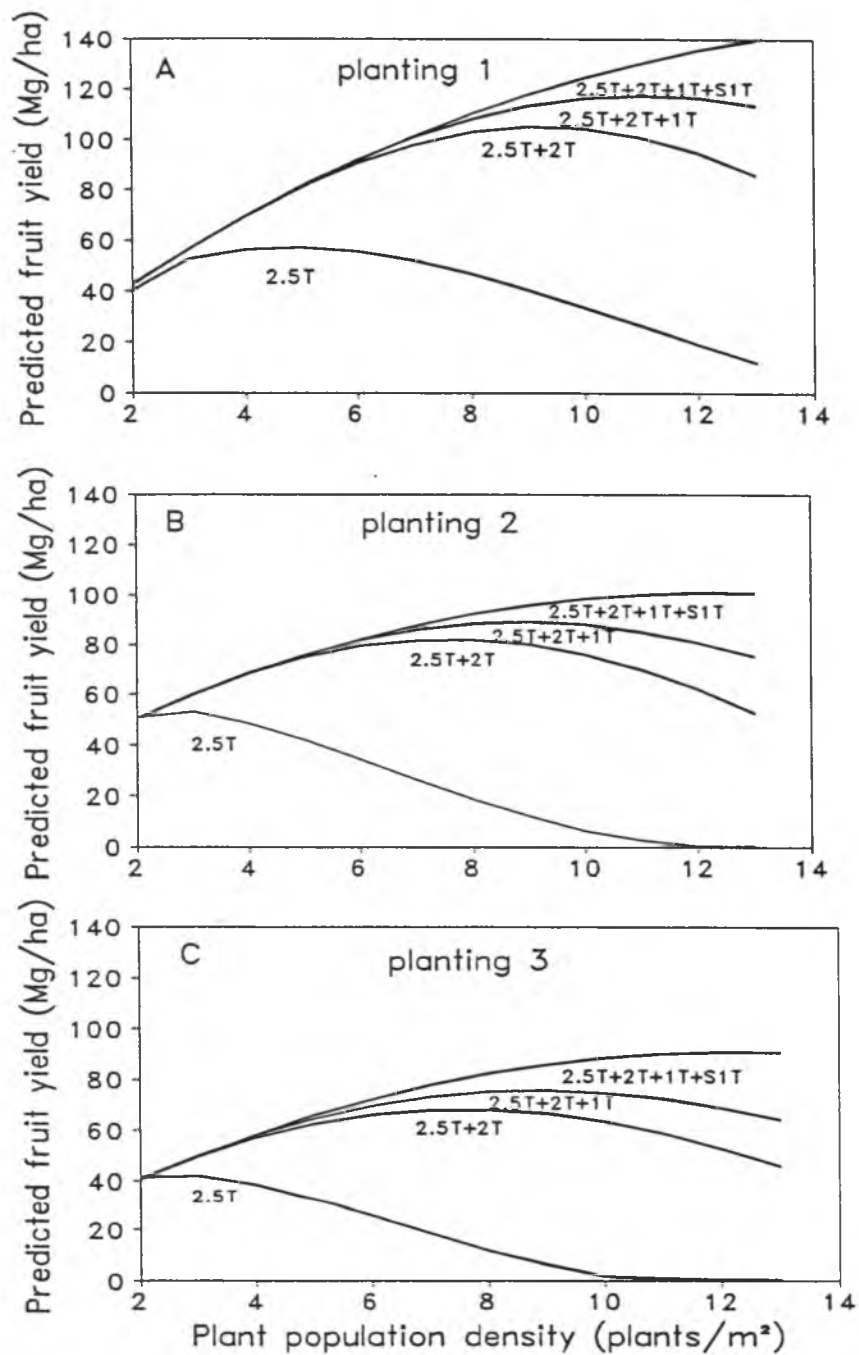 Predicted fruit yield (Mg/ha)
A
planting 1
140
120
100
80
60
40
20
0
2.5T+2T+1T+S1T
2.5T+2T+1T
2.5T+2T
2.5T
2 4 6 8 10 12 14
Predicted fruit yield (Mg/ha)
B
planting 2
140
120
100
80
60
40
20
0
2.5T+2T+1T+S1T
2.5T+2T+1T
2.5T+2T
2.5T
2 4 6 8 10 12 14
Predicted fruit yield (Mg/ha)
C
planting 3
140
120
100
80
60
40
20
0
2.5T+2T+1T+S1T
2.5T+2T+1T
2.5T+2T
2.5T
2 4 6 8 10 12 14
Plant population density (plants/m²)